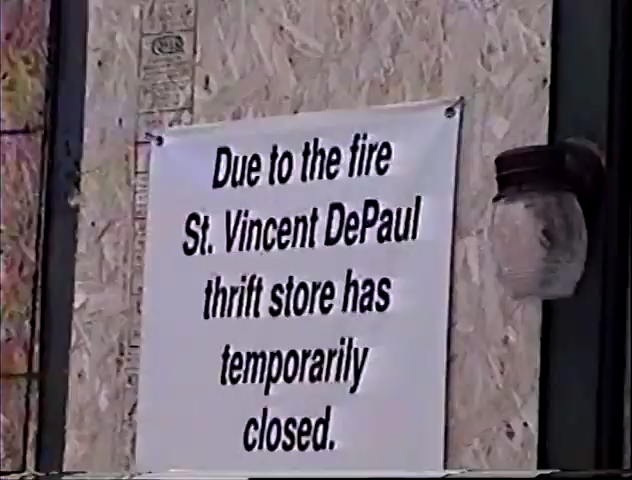 Due to the fire
St. Vincent DePaul
thrift store has
temporarily
closed.